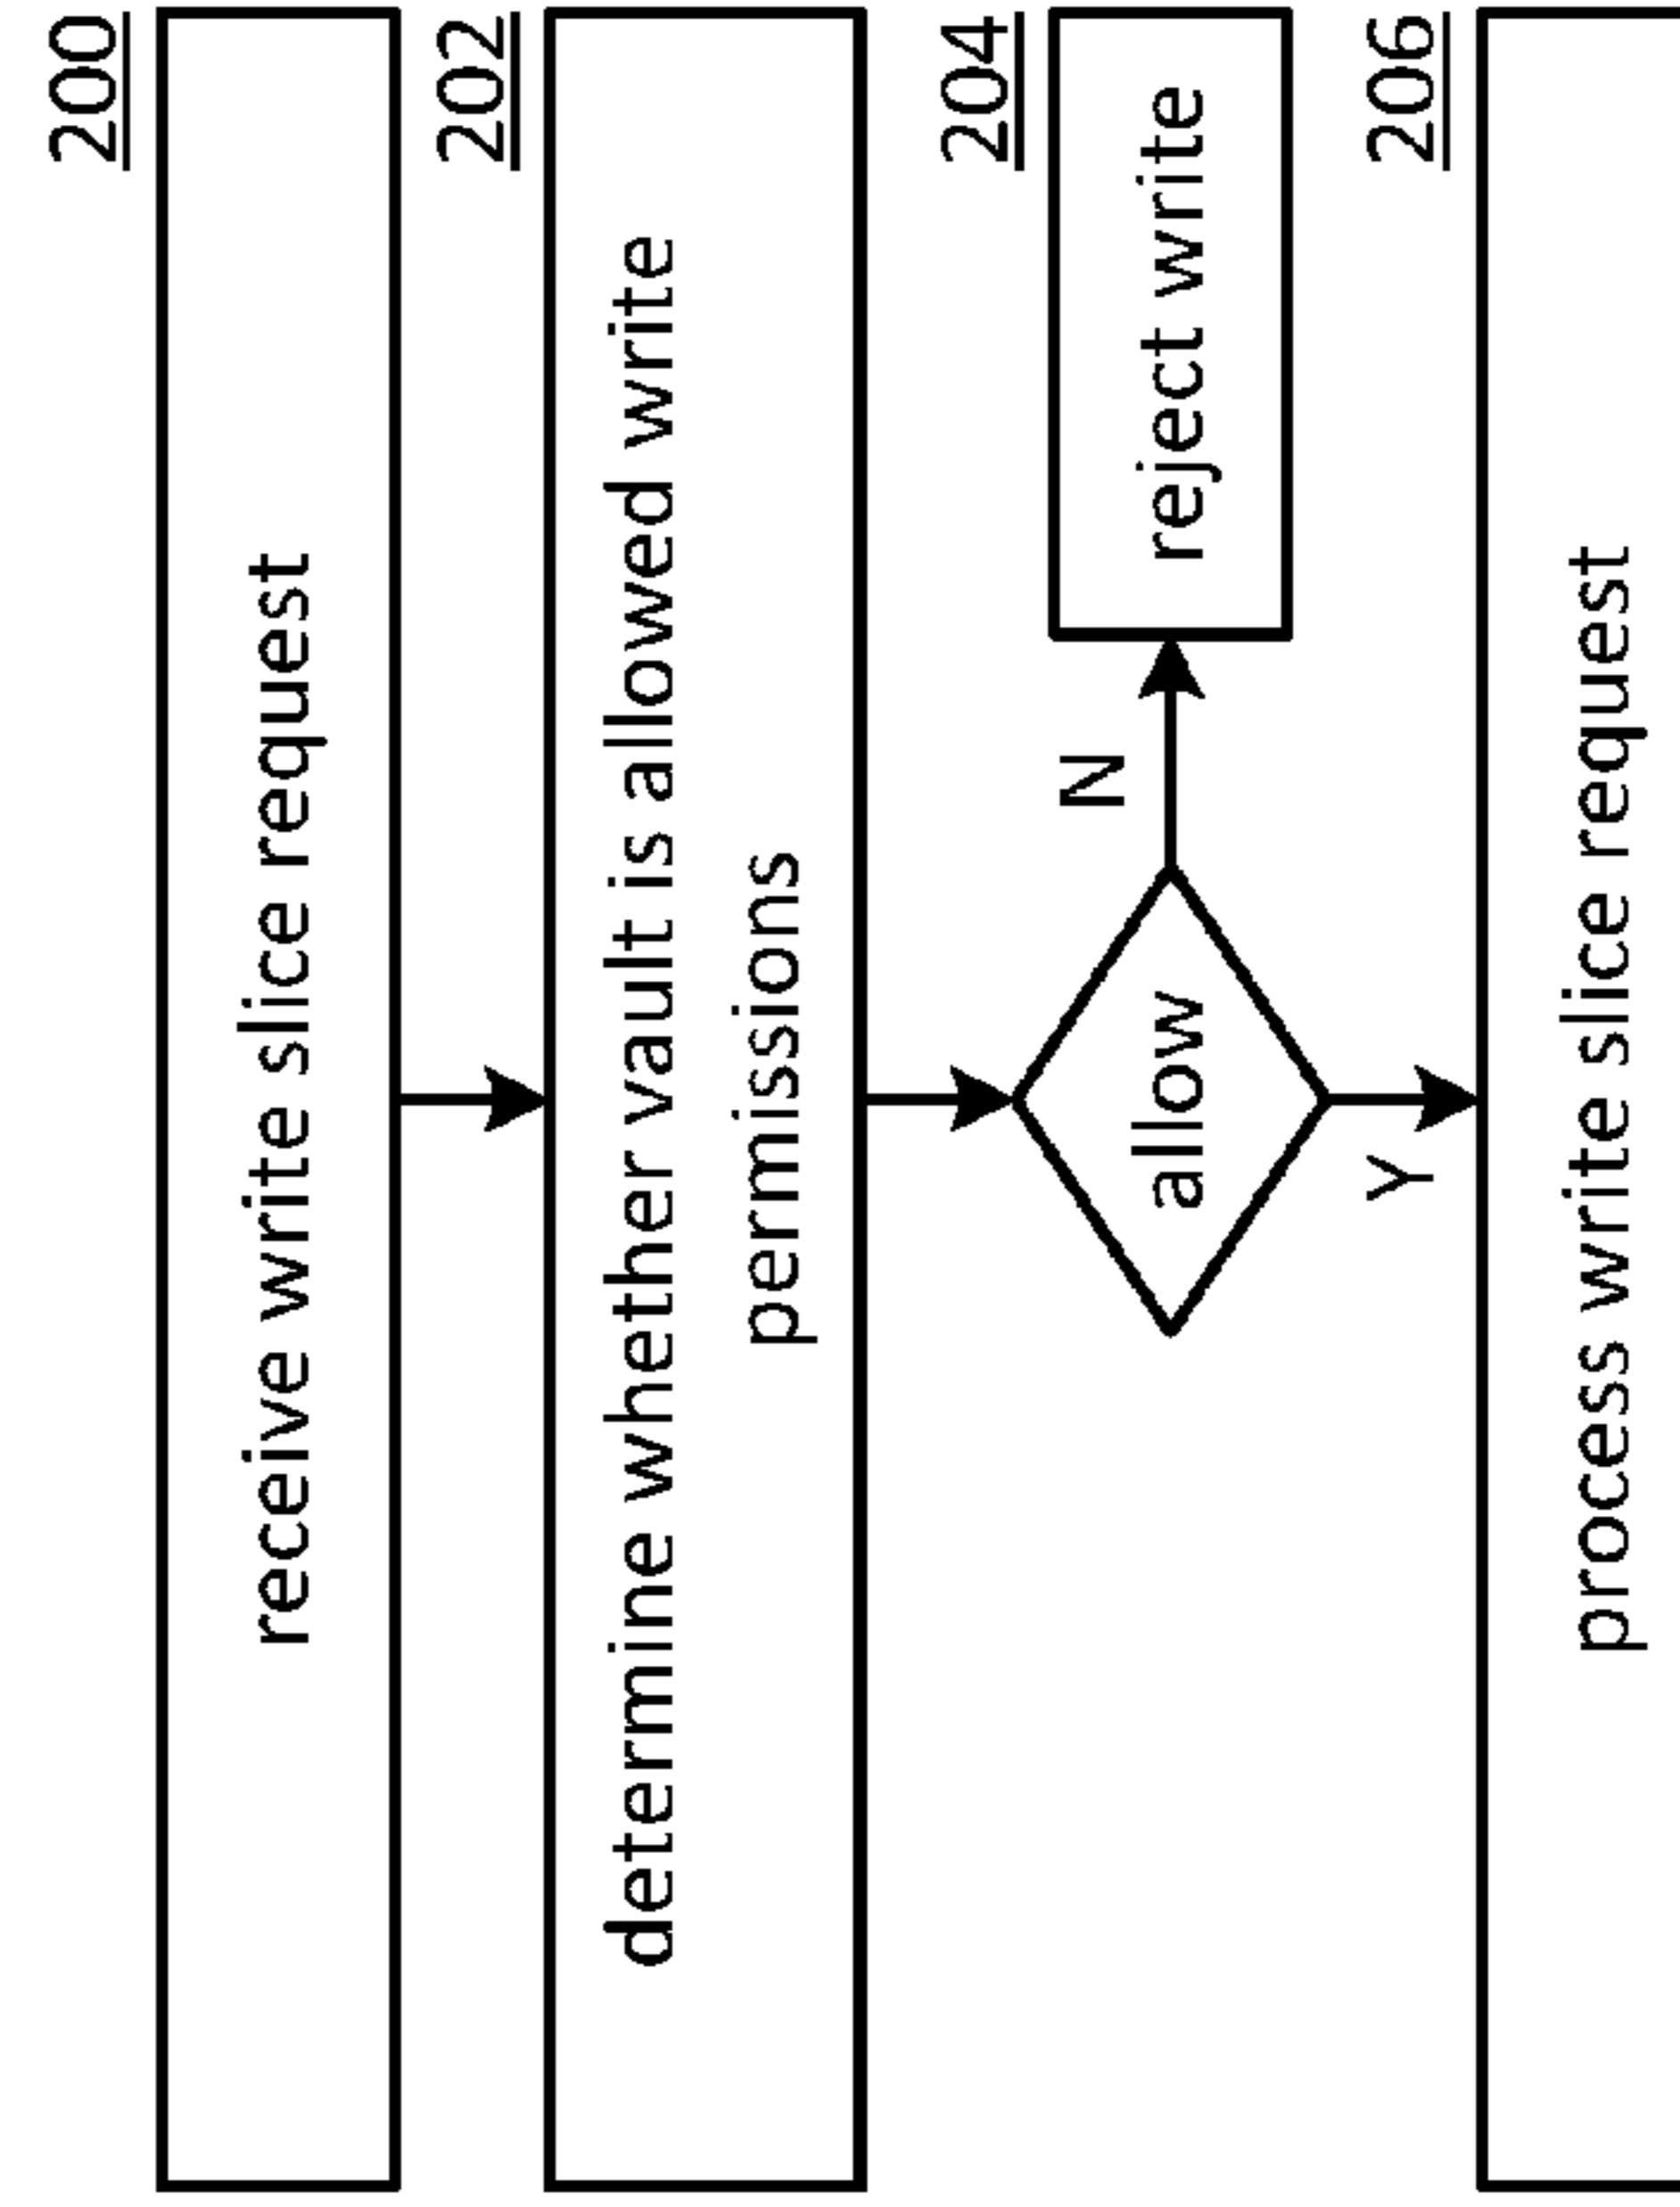 200
receive write slice request
202
determine whether vault is allowed write
permissions
204
allow
N
reject write
Y
206
process write slice request